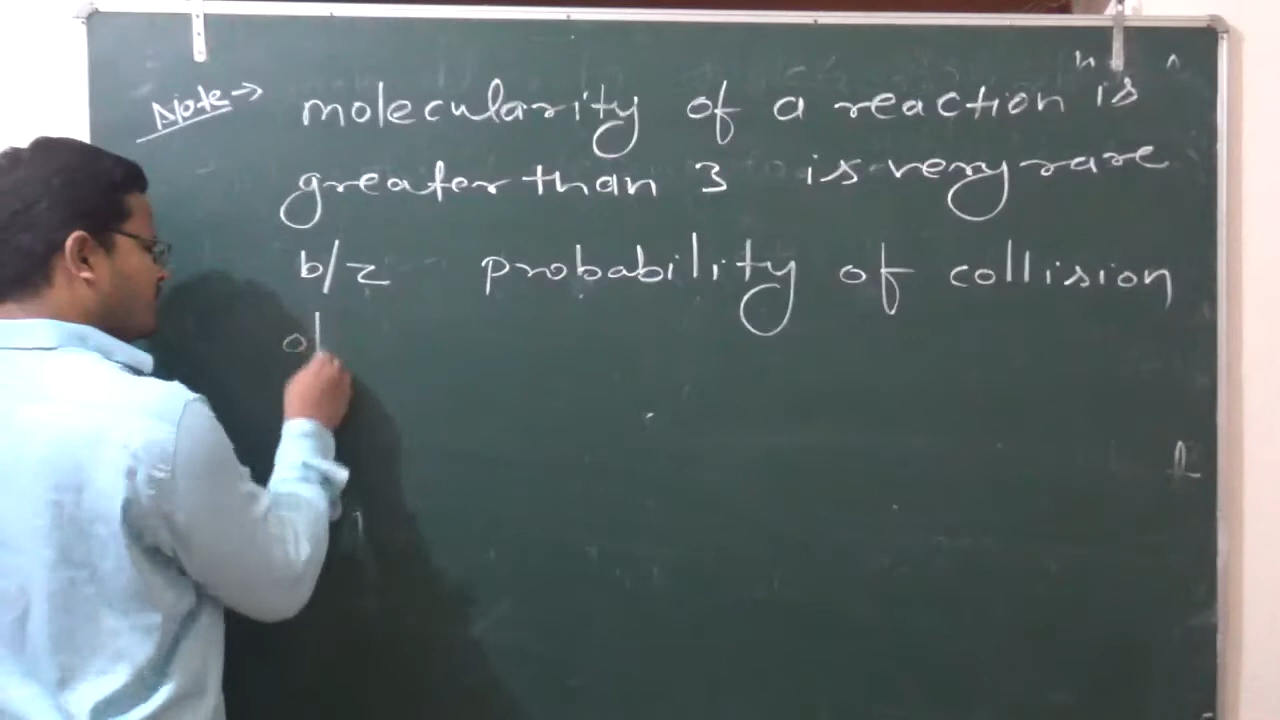 Note→ molecularity of a reaction is
greater than 3 is very rare
b/z probability of collision